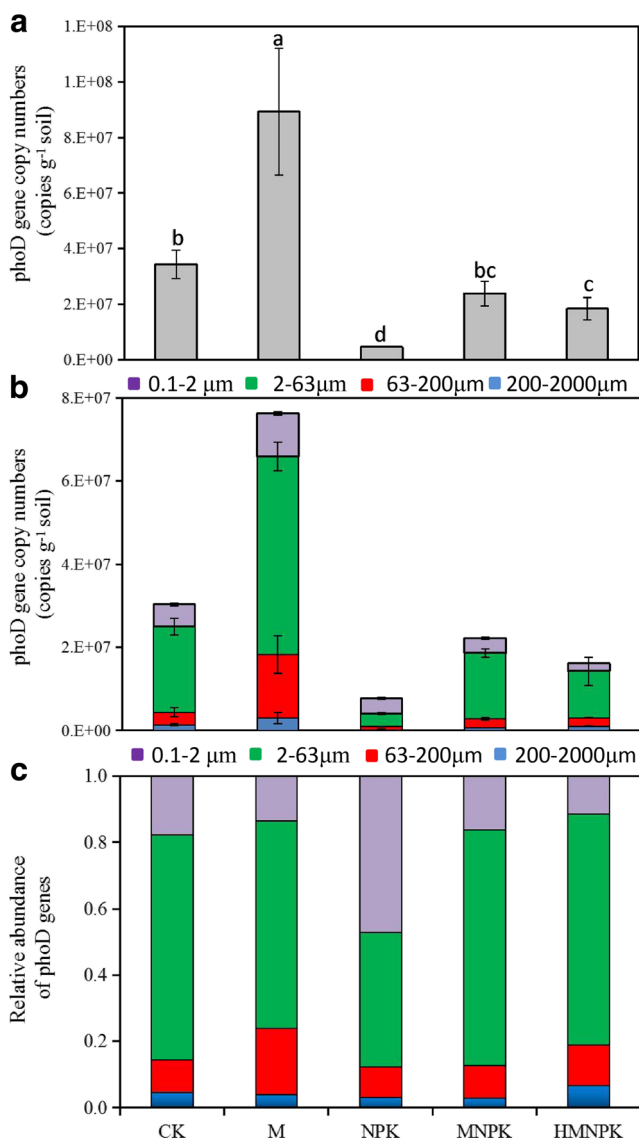 a
1.E+08
1.E+08
8.E+07
6.E+07
4.E+07
2.E+07
0.E+00
phoD gene copy numbers
(copies g-1 soil)
b
a
d
bc
c
0.1-2 μm 2-63μm 63-200μm 200-2000μm
b
8.E+07
6.E+07
4.E+07
2.E+07
0.E+00
phoD gene copy numbers
(copies g-1 soil)
0.1-2 μm 2-63μm 63-200μm 200-2000μm
c
1.0
0.8
0.6
0.4
0.2
0.0
Relative abundance
of phoD genes
CK M NPK MNPK HMNPK